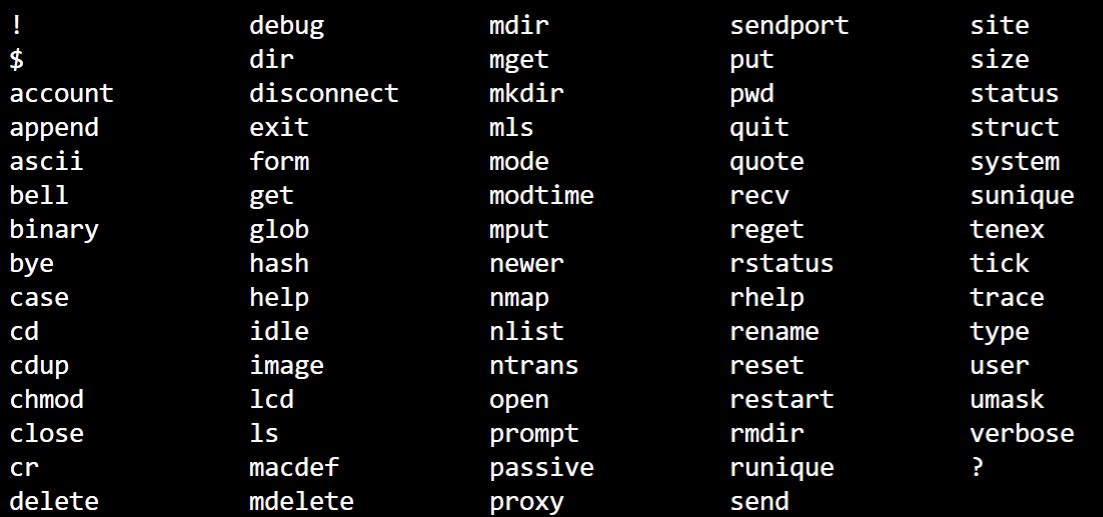 ! debug mdir sendport site
$ dir mget put size
account disconnect mkdir pwd status
append exit mls quit struct
ascii form mode quote system
bell get modtime recv sunique
binary glob mput reget tenex
bye hash newer rstatus tick
case help nmap rhelp trace
cd idle nlist rename type
cdup image ntrans reset user
chmod lcd open restart umask
close ls prompt rmdir verbose
cr macdef passive runique ?
delete mdelete proxy send